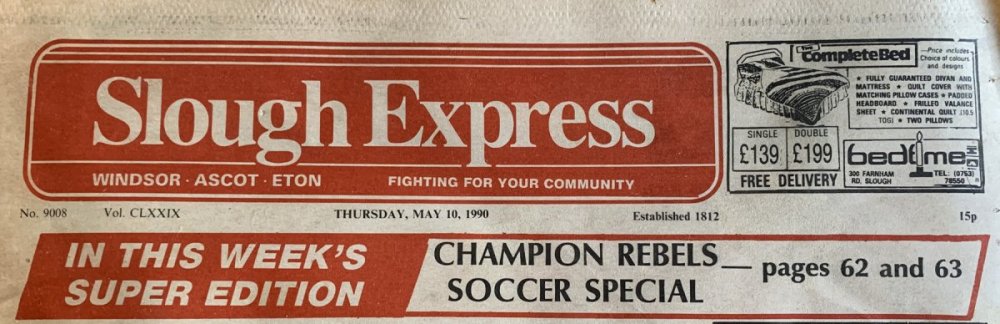 Slough Express
WINDSOR · ASCOT · ETON
FIGHTING FOR YOUR COMMUNITY
The
CompleteBed
—Price includes—
Choice of colours
and designs
★ FULLY GUARANTEED DIVAN AND
MATTRESS ★ QUILT COVER WITH
MATCHING PILLOW CASES ★ PADDED
HEADBOARD ★ FRILLED VALANCE
SHEET ★ CONTINENTAL QUILT (10.5
TOG) ★ TWO PILLOWS
SINGLE
£139
DOUBLE
£199
FREE DELIVERY
bedtime
300 FARNHAM
RD, SLOUGH
TEL: (0753)
No. 9008 Vol. CLXXIX THURSDAY, MAY 10, 1990 Established 1812 15p
IN THIS WEEK'S
SUPER EDITION
CHAMPION REBELS
SOCCER SPECIAL
— pages 62 and 63